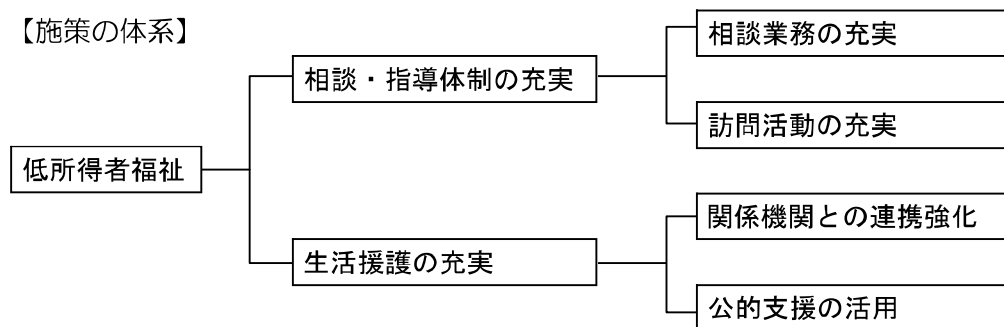 【施策の体系】
相談業務の充実
相談・指導体制の充実
訪問活動の充実
低所得者福祉
関係機関との連携強化
生活援護の充実
公的支援の活用